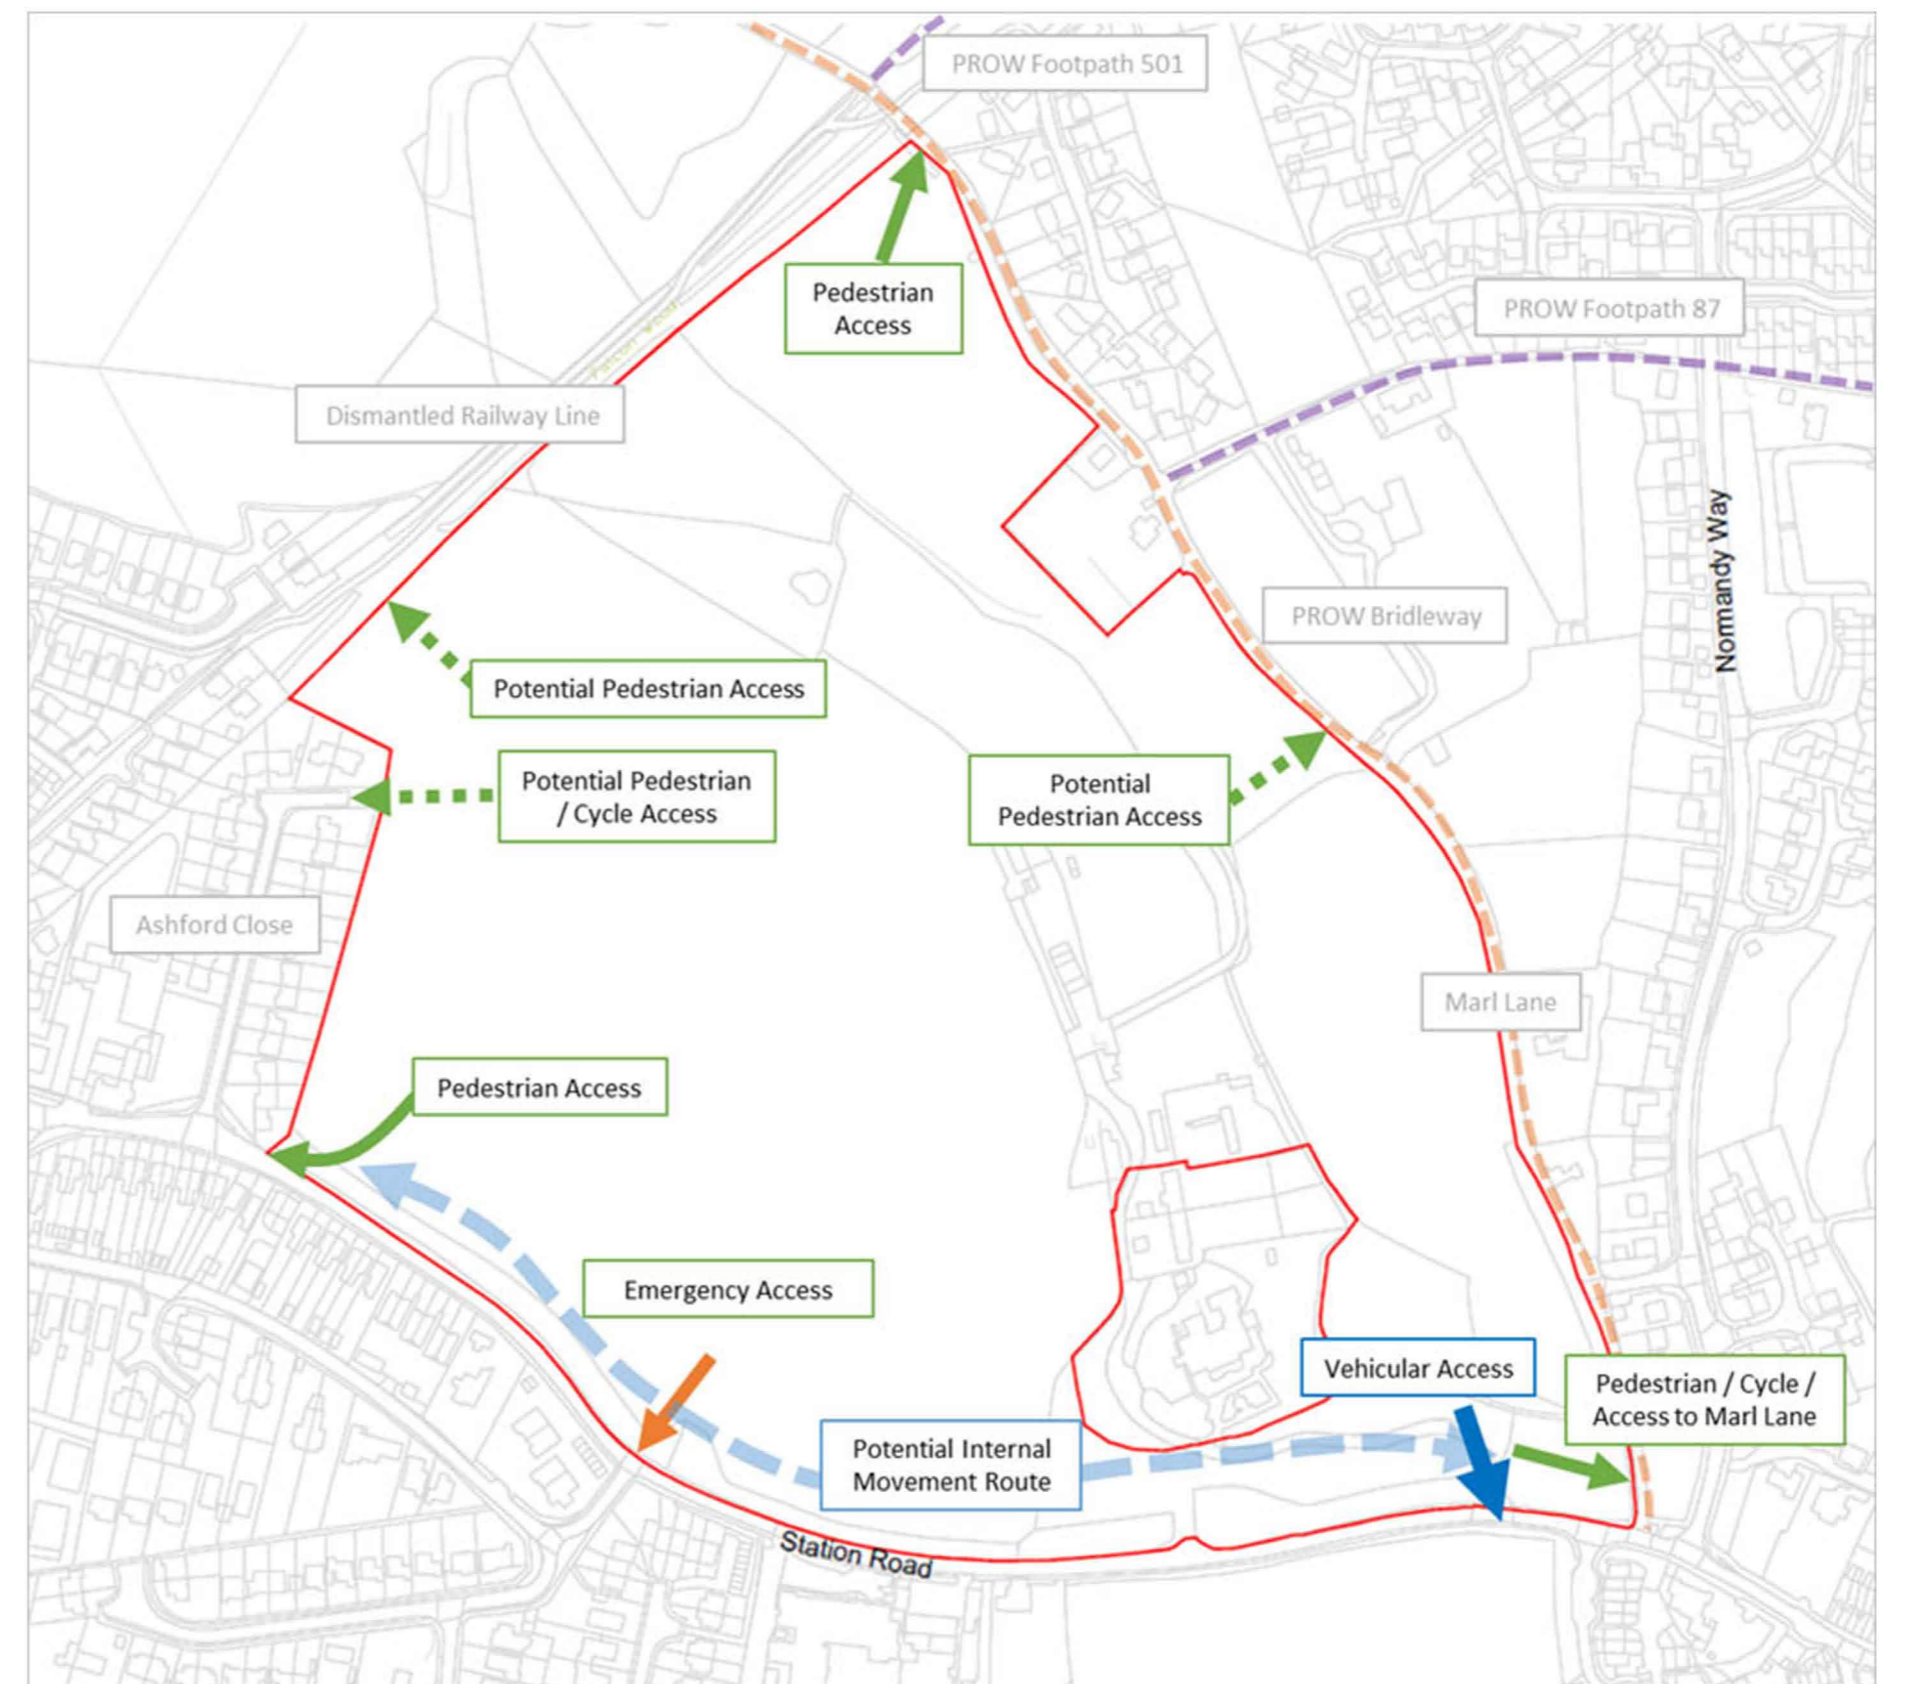 PROW Footpath 501
Pedestrian
Access
PROW Footpath 87
Falcon Wood
Dismantled Railway Line
Normandy Way
PROW Bridleway
Potential Pedestrian Access
Potential Pedestrian
/ Cycle Access
Potential
Pedestrian Access
Ashford Close
Marl Lane
Pedestrian Access
Emergency Access
Vehicular Access
Pedestrian / Cycle /
Access to Marl Lane
Potential Internal
Movement Route
Station Road